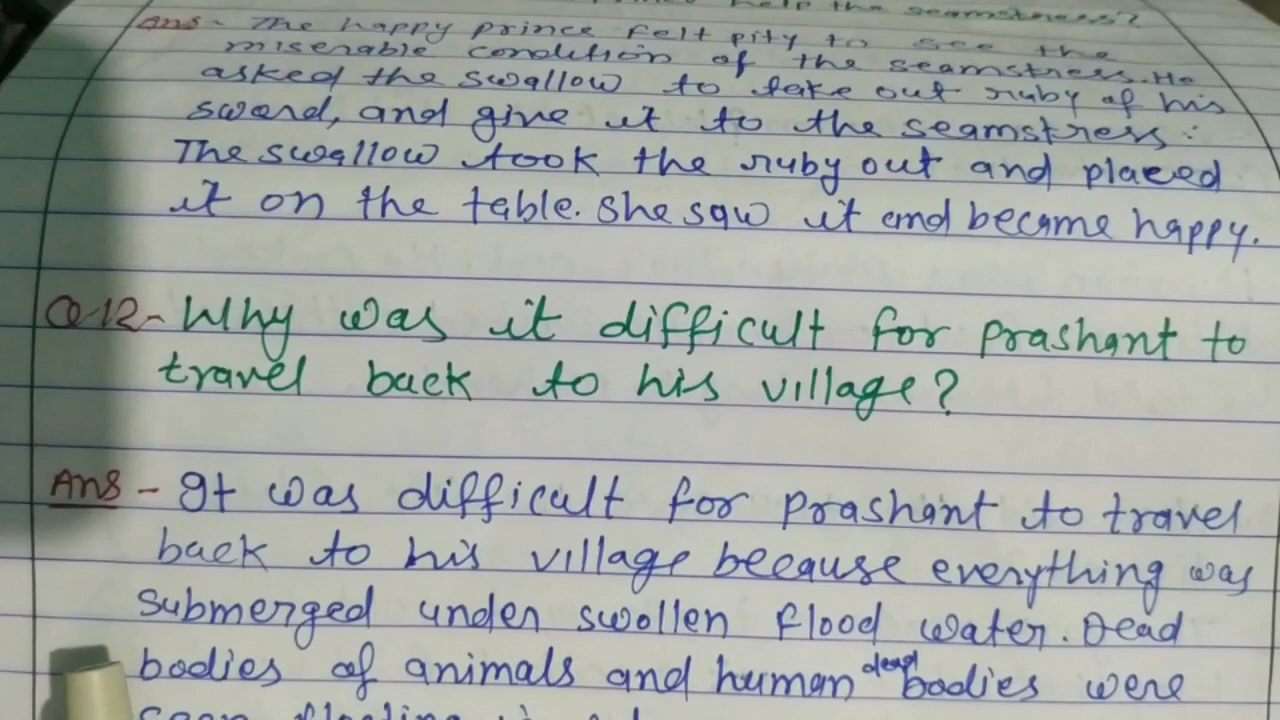 help the seamstress?
Ans- The happy prince felt pity to see the
miserable condition of the seamstress. He
asked the swallow to take out ruby of his
sword, and give it to the seamstress.
The swallow took the ruby out and placed
it on the table. She saw it and became happy.
Q12- Why was it difficult for Prashant to
travel back to his village?
Ans - It was difficult for Prashant to travel
back to his village because everything was
submerged under swollen flood water. Dead
bodies of animals and human dead bodies were